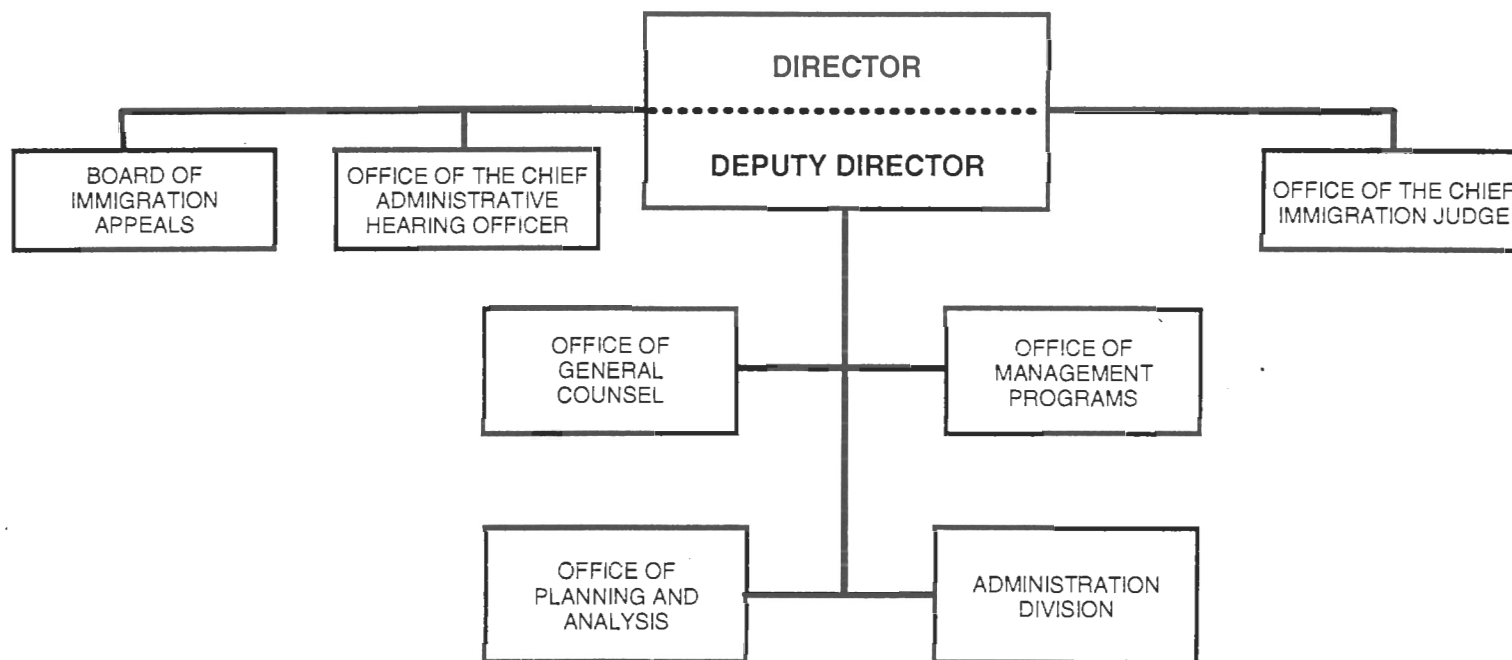 DIRECTOR
DEPUTY DIRECTOR
BOARD OF
IMMIGRATION
APPEALS
OFFICE OF THE CHIEF
ADMINISTRATIVE
HEARING OFFICER
OFFICE OF THE CHIEF
IMMIGRATION JUDGE
OFFICE OF
GENERAL
COUNSEL
OFFICE OF
MANAGEMENT
PROGRAMS
OFFICE OF
PLANNING AND
ANALYSIS
ADMINISTRATION
DIVISION